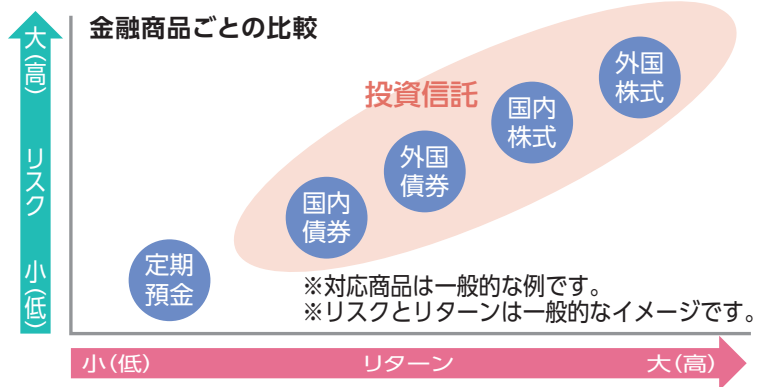 金融商品ごとの比較
大(高)
リスク
小(低)
投資信託
外国
株式
国内
株式
外国
債券
国内
債券
定期
預金
※対応商品は一般的な例です。
※リスクとリターンは一般的なイメージです。
小(低)
リターン
大(高)